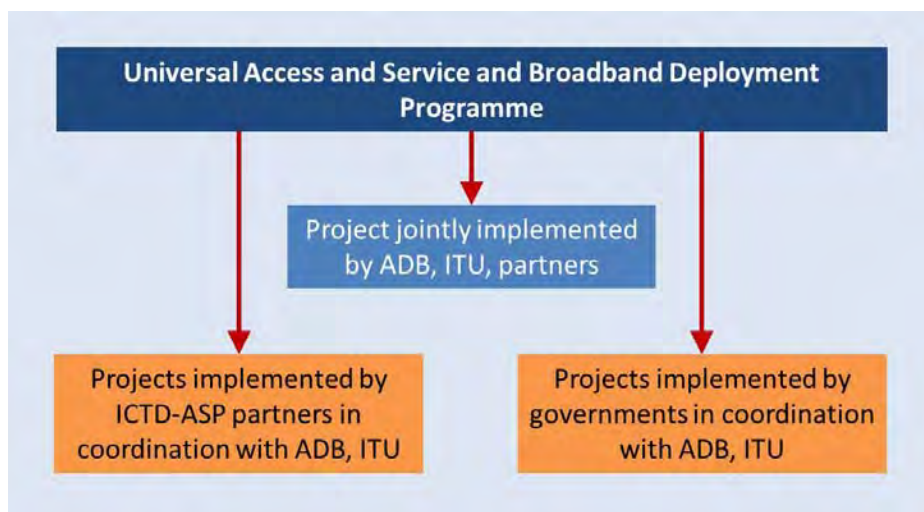 Universal Access and Service and Broadband Deployment
Programme
Project jointly implemented
by ADB, ITU, partners
Projects implemented by
ICTD-ASP partners in
coordination with ADB, ITU
Projects implemented by
governments in coordination
with ADB, ITU